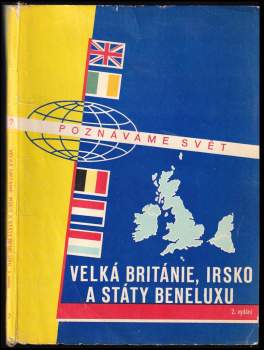 POZNÁVÁME SVĚT
VELKÁ BRITÁNIE, IRSKO
A STÁTY BENELUXU
2. vydání